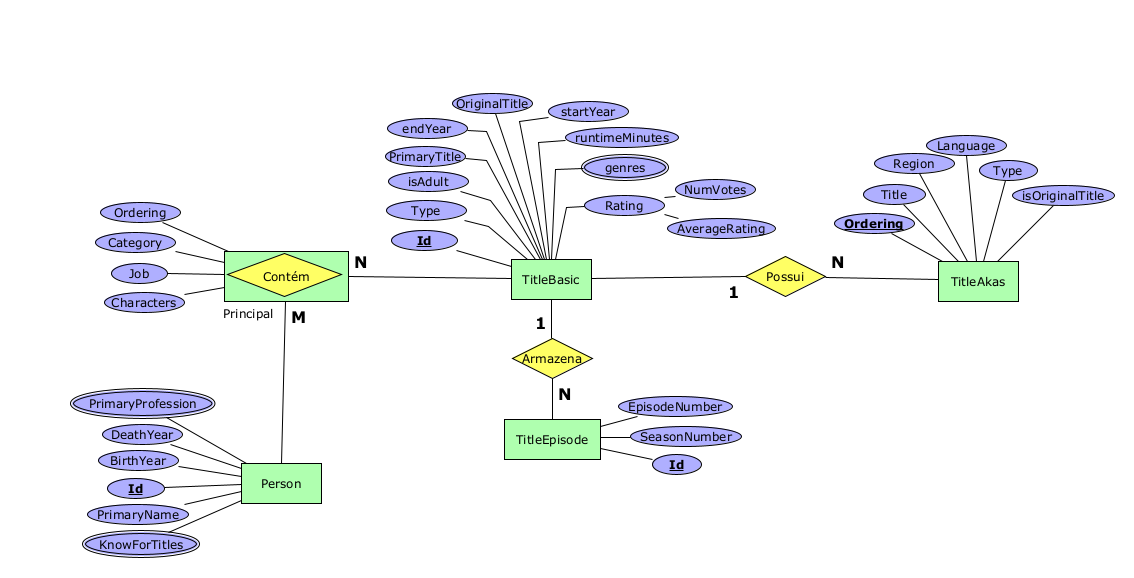 OriginalTitle
startYear
endYear
runtimeMinutes
PrimaryTitle
genres
isAdult
NumVotes
Type
Rating
AverageRating
Id
Language
Region
Type
Title
isOriginalTitle
Ordering
Ordering
Category
Job
Characters
Contém
Principal
N
M
TitleBasic
1
Possui
N
TitleAkas
1
Armazena
N
TitleEpisode
EpisodeNumber
SeasonNumber
Id
PrimaryProfession
DeathYear
BirthYear
Id
PrimaryName
KnowForTitles
Person